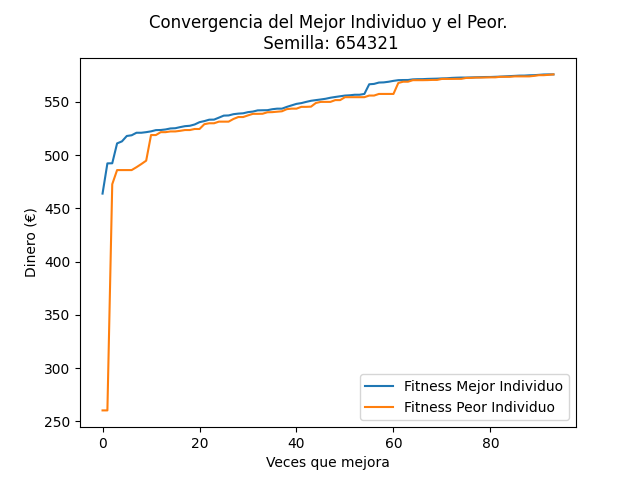 Convergencia del Mejor Individuo y el Peor.
Semilla: 654321
Dinero (€)
550
500
450
400
350
300
250
0
20
40
60
80
Veces que mejora
Fitness Mejor Individuo
Fitness Peor Individuo